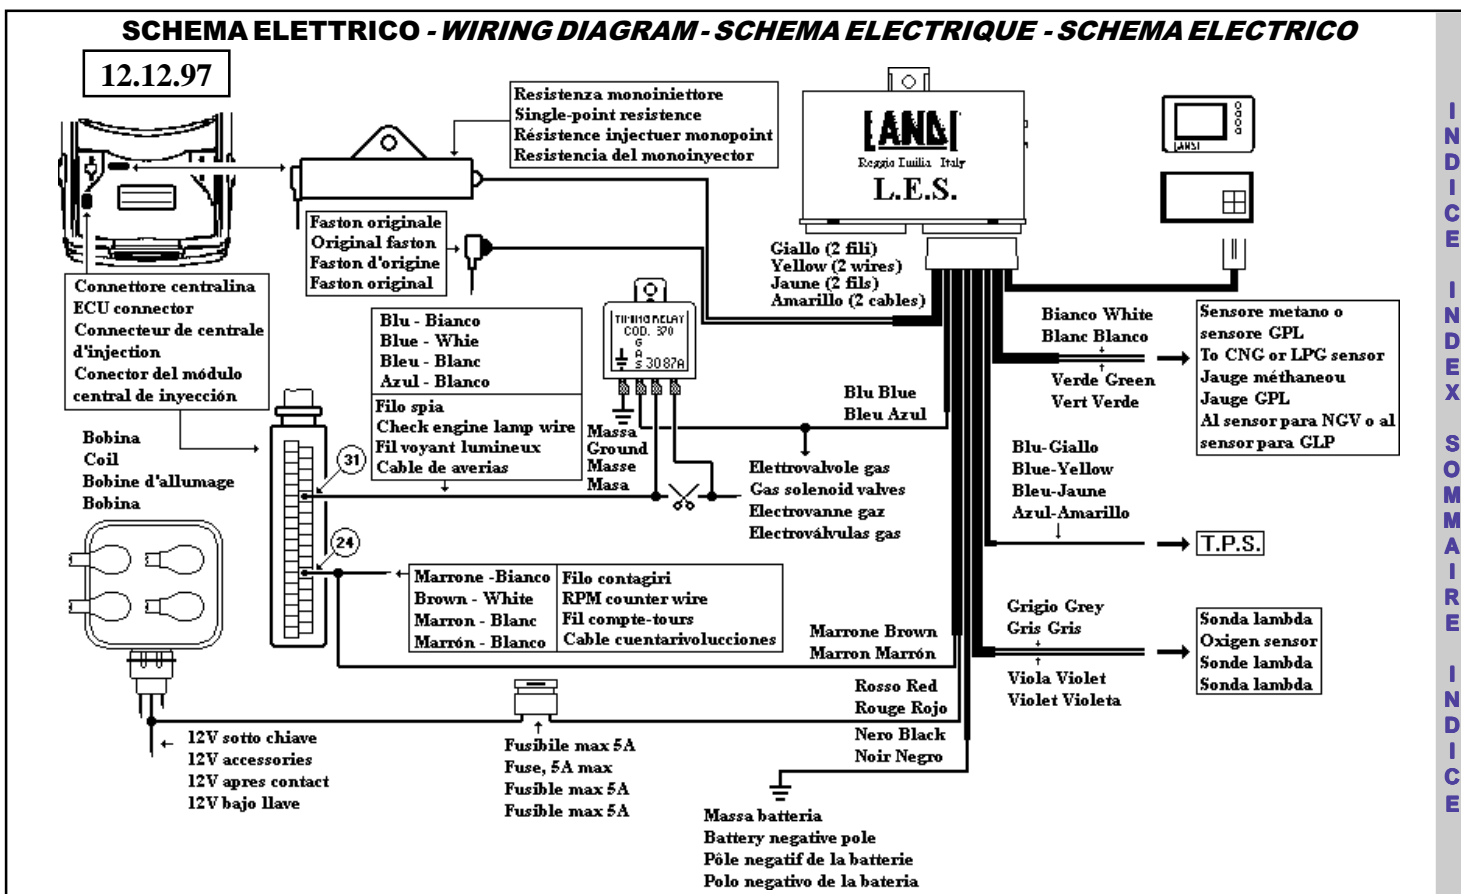 SCHEMA ELETTRICO - WIRING DIAGRAM - SCHEMA ELECTRIQUE - SCHEMA ELECTRICO
12.12.97
Resistenza monoiniettore
Single-point resistence
Résistence injectuer monopoint
Resistencia del monoinyector
LANDI
Reggio Emilia Italy
L.E.S.
LANDI
Faston originale
Original faston
Faston d'origine
Faston original
Giallo (2 fili)
Yellow (2 wires)
Jaune (2 fils)
Amarillo (2 cables)
Connettore centralina
ECU connector
Connecteur de centrale
d'injection
Conector del módulo
central de inyección
Blu - Bianco
Blue - Whie
Bleu - Blanc
Azul - Blanco
Filo spia
Check engine lamp wire
Fil voyant lumineux
Cable de averias
TIMING RELAY
COD. 370
G
A
S 30 87A
Massa
Ground
Masse
Masa
Blu Blue
Bleu Azul
Elettrovalvole gas
Gas solenoid valves
Electrovanne gaz
Electroválvulas gas
Bianco White
Blanc Blanco
Verde Green
Vert Verde
Sensore metano o
sensore GPL
To CNG or LPG sensor
Jauge méthaneou
Jauge GPL
Al sensor para NGV o al
sensor para GLP
Blu-Giallo
Blue-Yellow
Bleu-Jaune
Azul-Amarillo
T.P.S.
Bobina
Coil
Bobine d'allumage
Bobina
31
24
Marrone -Bianco
Brown - White
Marron - Blanc
Marrón - Blanco
Filo contagiri
RPM counter wire
Fil compte-tours
Cable cuentarivolucciones
Marrone Brown
Marron Marrón
Grigio Grey
Gris Gris
Viola Violet
Violet Violeta
Sonda lambda
Oxigen sensor
Sonde lambda
Sonda lambda
Rosso Red
Rouge Rojo
Nero Black
Noir Negro
12V sotto chiave
12V accessories
12V apres contact
12V bajo llave
Fusibile max 5A
Fuse, 5A max
Fusible max 5A
Fusible max 5A
Massa batteria
Battery negative pole
Pôle negatif de la batterie
Polo negativo de la bateria
INDICE INDEX SOMMAIRE INDICE